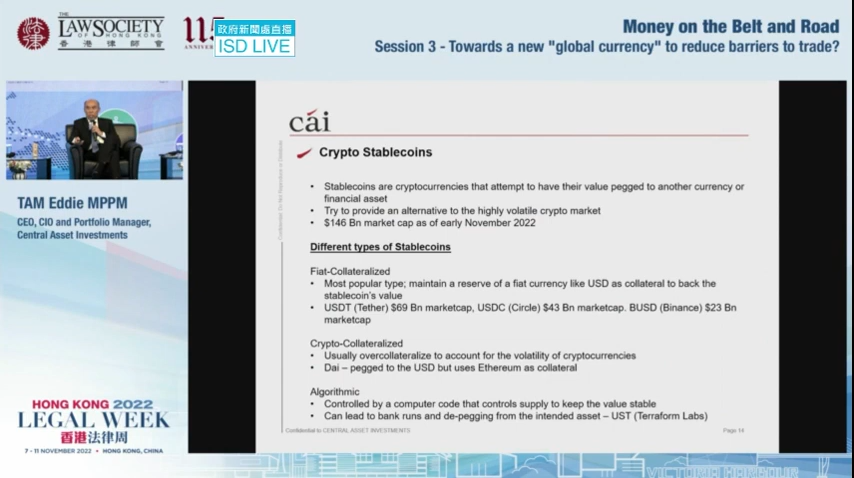 THE
LAW SOCIETY
OF HONG KONG
香港律師會
115
ANNIVERS
政府新聞處直播
ISD LIVE
Money on the Belt and Road
Session 3 - Towards a new "global currency" to reduce barriers to trade?
TAM Eddie MPPM
CEO, CIO and Portfolio Manager,
Central Asset Investments
HONG KONG 2022
LEGAL WEEK
香港法律周
7 - 11 NOVEMBER 2022 • HONG KONG, CHINA
cái
Crypto Stablecoins
• Stablecoins are cryptocurrencies that attempt to have their value pegged to another currency or
financial asset
• Try to provide an alternative to the highly volatile crypto market
• $146 Bn market cap as of early November 2022
Different types of Stablecoins
Fiat-Collateralized
• Most popular type; maintain a reserve of a fiat currency like USD as collateral to back the
stablecoin's value
• USDT (Tether) $69 Bn marketcap, USDC (Circle) $43 Bn marketcap. BUSD (Binance) $23 Bn
marketcap
Crypto-Collateralized
• Usually overcollateralize to account for the volatility of cryptocurrencies
• Dai – pegged to the USD but uses Ethereum as collateral
Algorithmic
• Controlled by a computer code that controls supply to keep the value stable
• Can lead to bank runs and de-pegging from the intended asset – UST (Terraform Labs)
Confidential to CENTRAL ASSET INVESTMENTS
Page 14
VICTORIA HARBOUR